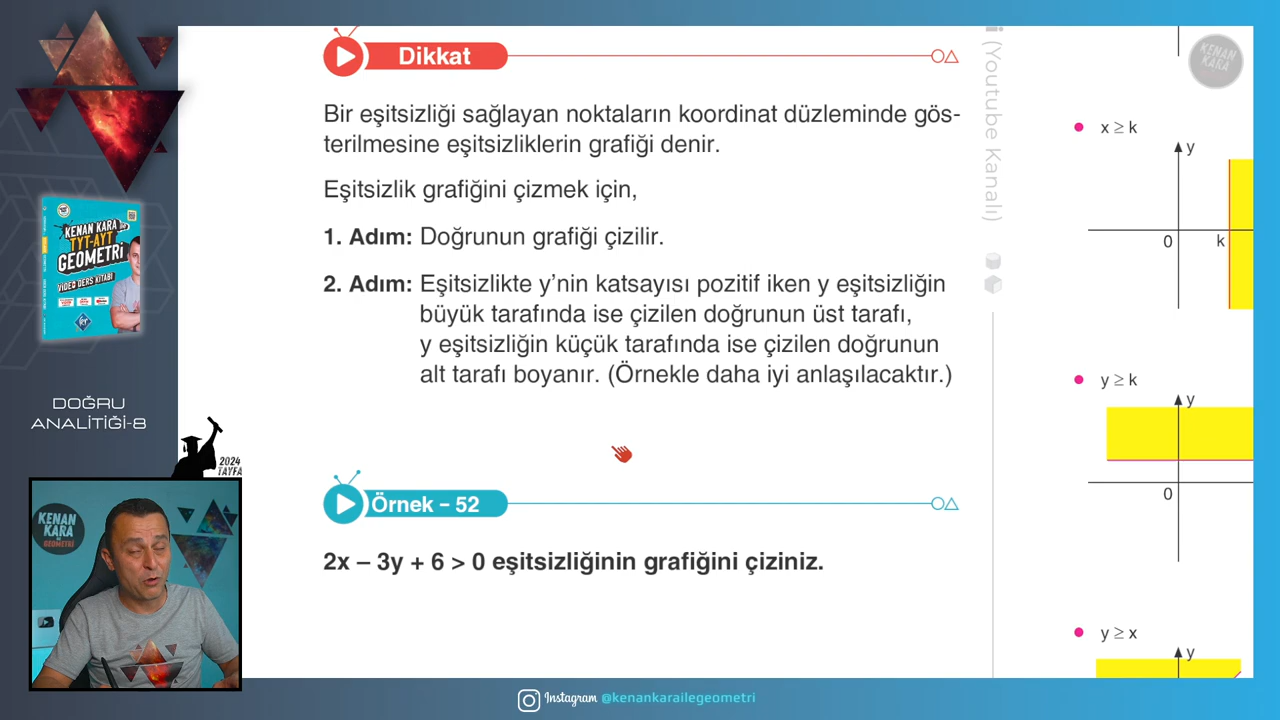 Dikkat
Bir eşitsizliği sağlayan noktaların koordinat düzleminde gös-
terilmesine eşitsizliklerin grafiği denir.
Eşitsizlik grafiğini çizmek için,
1. Adım: Doğrunun grafiği çizilir.
2. Adım: Eşitsizlikte y’nin katsayısı pozitif iken y eşitsizliğin
büyük tarafında ise çizilen doğrunun üst tarafı,
y eşitsizliğin küçük tarafında ise çizilen doğrunun
alt tarafı boyanır. (Örnekle daha iyi anlaşılacaktır.)
Örnek – 52
2x – 3y + 6 > 0 eşitsizliğinin grafiğini çiziniz.
(Youtube Kanalı)
KENAN
KARA
x ≥ k
y
0
k
y ≥ k
y
0
y ≥ x
y
KENAN KARA
TYT-AYT
GEOMETRİ
VİDEO DERS KİTABI
DOĞRU
ANALİTİĞİ-8
2024
TAYFA
KENAN
KARA
GEOMETRİ
Instagram @kenankarailegeometri